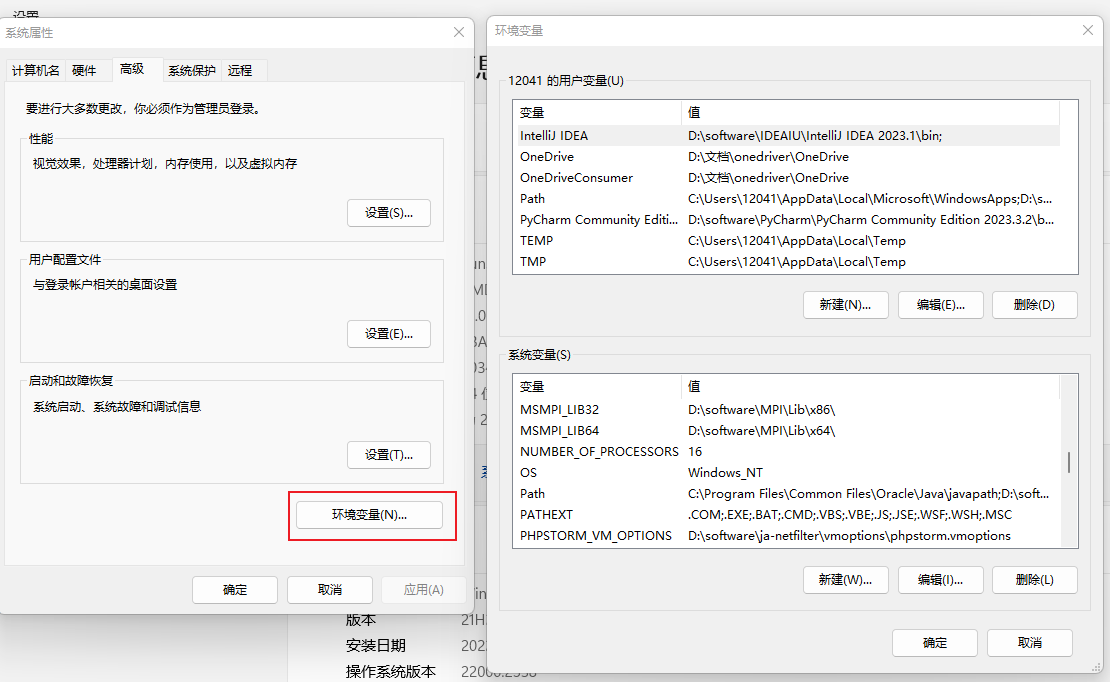 设置
系统属性
计算机名 硬件 高级 系统保护 远程
要进行大多数更改，你必须作为管理员登录。
性能
视觉效果，处理器计划，内存使用，以及虚拟内存
设置(S)...
用户配置文件
与登录帐户相关的桌面设置
设置(E)...
启动和故障恢复
系统启动、系统故障和调试信息
设置(T)...
环境变量(N)...
确定 取消 应用(A)
版本 21H
安装日期 202
操作系统版本
环境变量
12041 的用户变量(U)
变量 值
IntelliJ IDEA D:\software\IDEAIU\IntelliJ IDEA 2023.1\bin;
OneDrive D:\文档\onedriver\OneDrive
OneDriveConsumer D:\文档\onedriver\OneDrive
Path C:\Users\12041\AppData\Local\Microsoft\WindowsApps;D:\s...
PyCharm Community Editi... D:\software\PyCharm\PyCharm Community Edition 2023.3.2\b...
TEMP C:\Users\12041\AppData\Local\Temp
TMP C:\Users\12041\AppData\Local\Temp
新建(N)... 编辑(E)... 删除(D)
系统变量(S)
变量 值
MSMPI_LIB32 D:\software\MPI\Lib\x86\
MSMPI_LIB64 D:\software\MPI\Lib\x64\
NUMBER_OF_PROCESSORS 16
OS Windows_NT
Path C:\Program Files\Common Files\Oracle\Java\javapath;D:\soft...
PATHEXT .COM;.EXE;.BAT;.CMD;.VBS;.VBE;.JS;.JSE;.WSF;.WSH;.MSC
PHPSTORM_VM_OPTIONS D:\software\ja-netfilter\vmoptions\phpstorm.vmoptions
新建(W)... 编辑(I)... 删除(L)
确定 取消